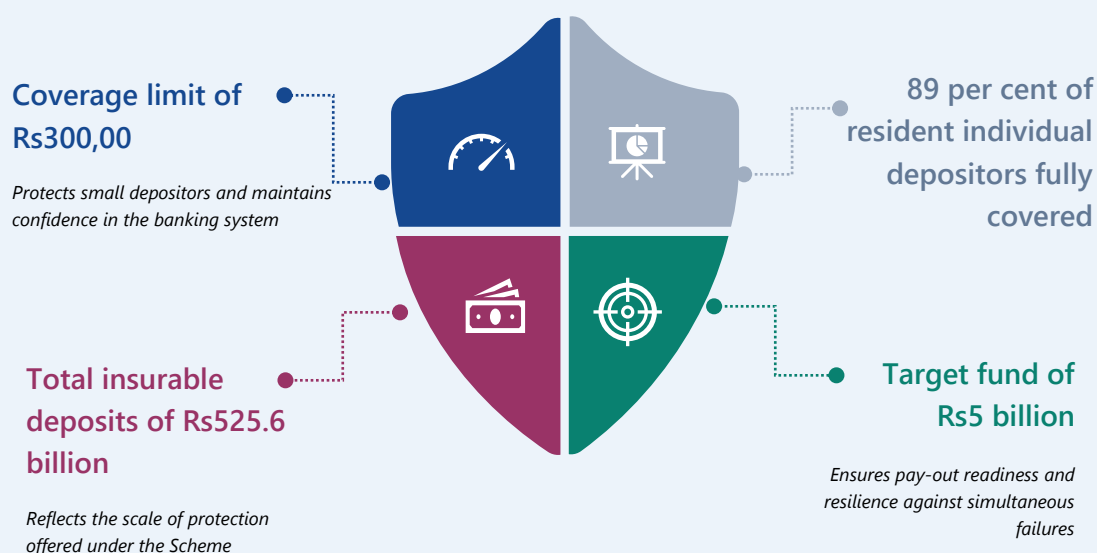 Coverage limit of
Rs300,00
Protects small depositors and maintains
confidence in the banking system
89 per cent of
resident individual
depositors fully
covered
Total insurable
deposits of Rs525.6
billion
Reflects the scale of protection
offered under the Scheme
Target fund of
Rs5 billion
Ensures pay-out readiness and
resilience against simultaneous
failures